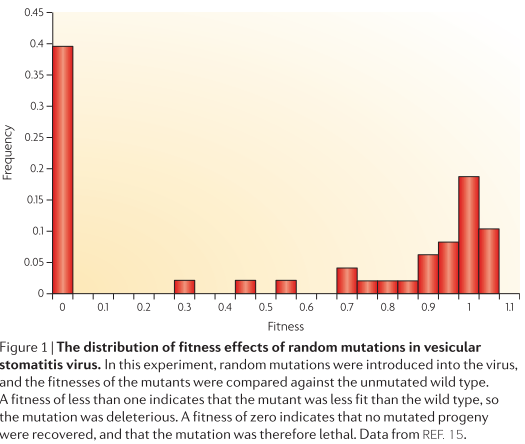 0.45
0.4
0.35
0.3
0.25
0.2
0.15
0.1
0.05
0
Frequency
0 0.1 0.2 0.3 0.4 0.5 0.6 0.7 0.8 0.9 1 1.1
Fitness
Figure 1 | The distribution of fitness effects of random mutations in vesicular
stomatitis virus. In this experiment, random mutations were introduced into the virus,
and the fitnesses of the mutants were compared against the unmutated wild type.
A fitness of less than one indicates that the mutant was less fit than the wild type, so
the mutation was deleterious. A fitness of zero indicates that no mutated progeny
were recovered, and that the mutation was therefore lethal. Data from REF. 15.